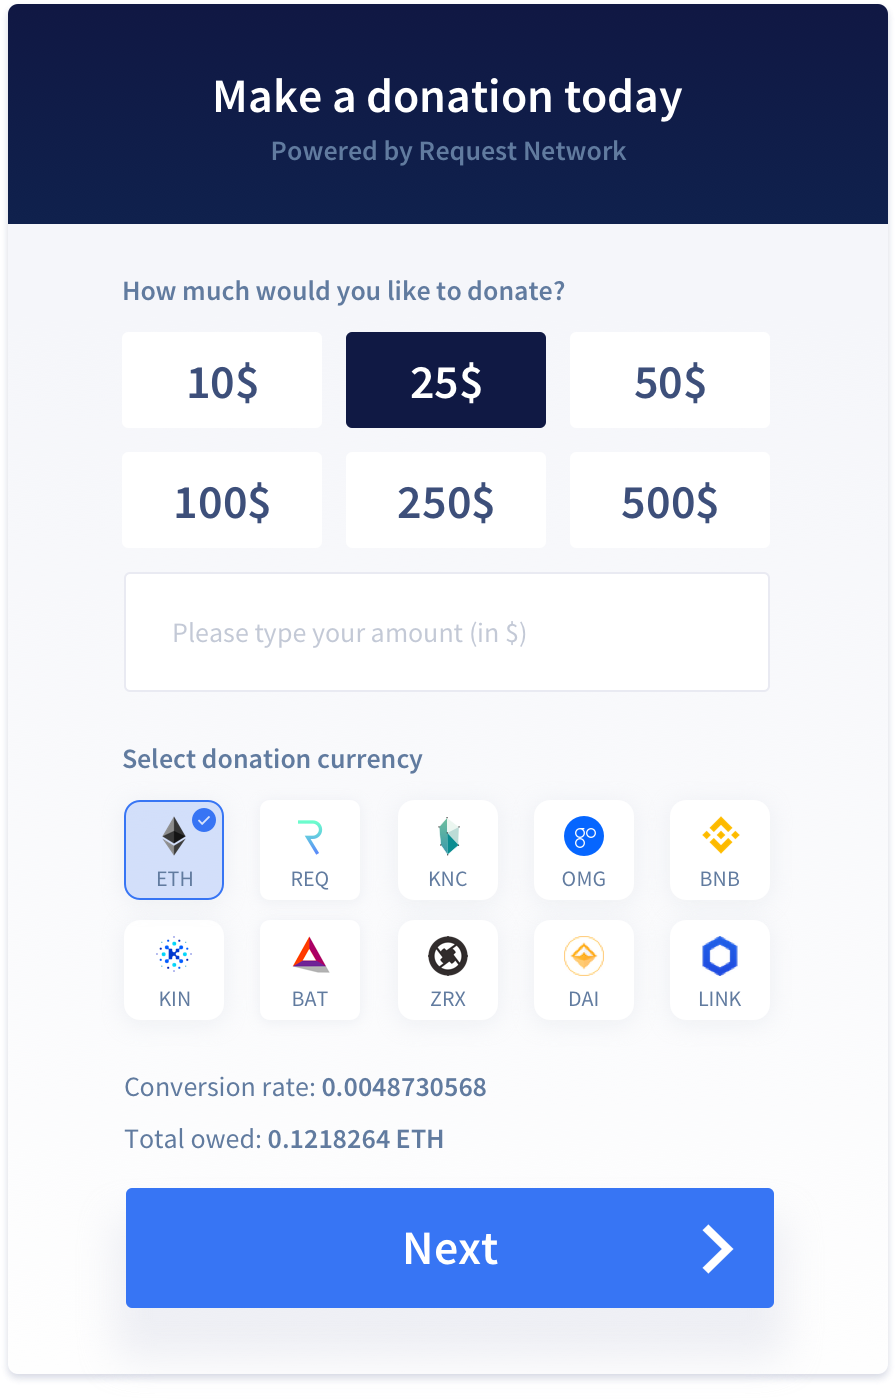 Make a donation today
Powered by Request Network
How much would you like to donate?
10$ 25$ 50$
100$ 250$ 500$
Please type your amount (in $)
Select donation currency
ETH REQ KNC OMG BNB
KIN BAT ZRX DAI LINK
Conversion rate: 0.0048730568
Total owed: 0.1218264 ETH
Next